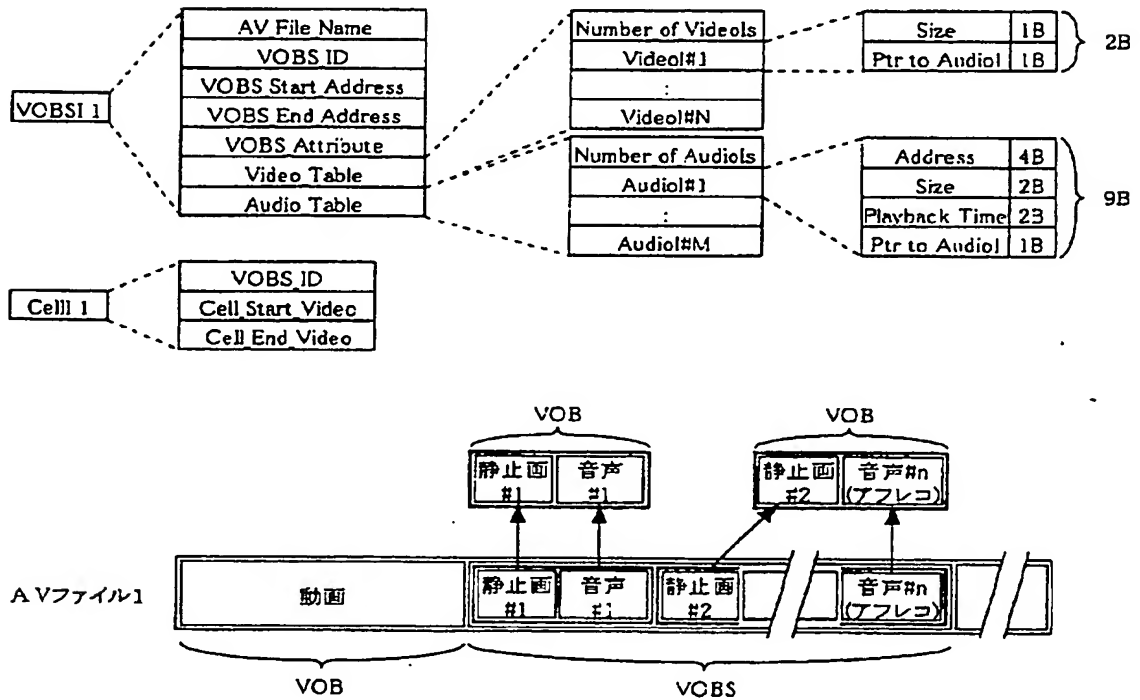 VOBSI 1
AV File Name
VOBS ID
VOBS Start Address
VOBS End Address
VOBS Attribute
Video Table
Audio Table
Number of VideoIs
VideoI#1
:
VideoI#N
Number of AudioIs
AudioI#1
:
AudioI#M
Size 1B
Ptr to AudioI 1B
2B
Address 4B
Size 2B
Playback Time 2B
Ptr to AudioI 1B
9B
CellI 1
VOBS ID
Cell Start Video
Cell End Video
VOB
静止画
#1
音声
#1
VOB
静止画
#2
音声#n
(アフレコ)
AVファイル1
動画
静止画
#1
音声
#1
静止画
#2
音声#n
(アフレコ)
VOB
VOBS